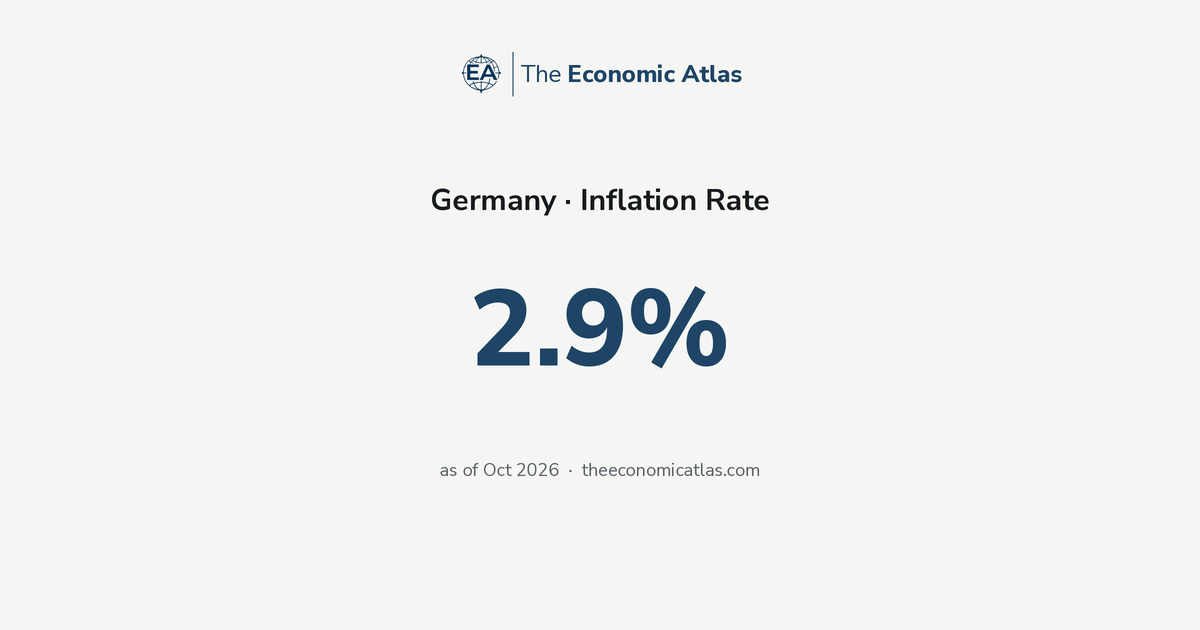 EA The Economic Atlas
Germany · Inflation Rate
2.9%
as of Oct 2026 · theeconomicatlas.com